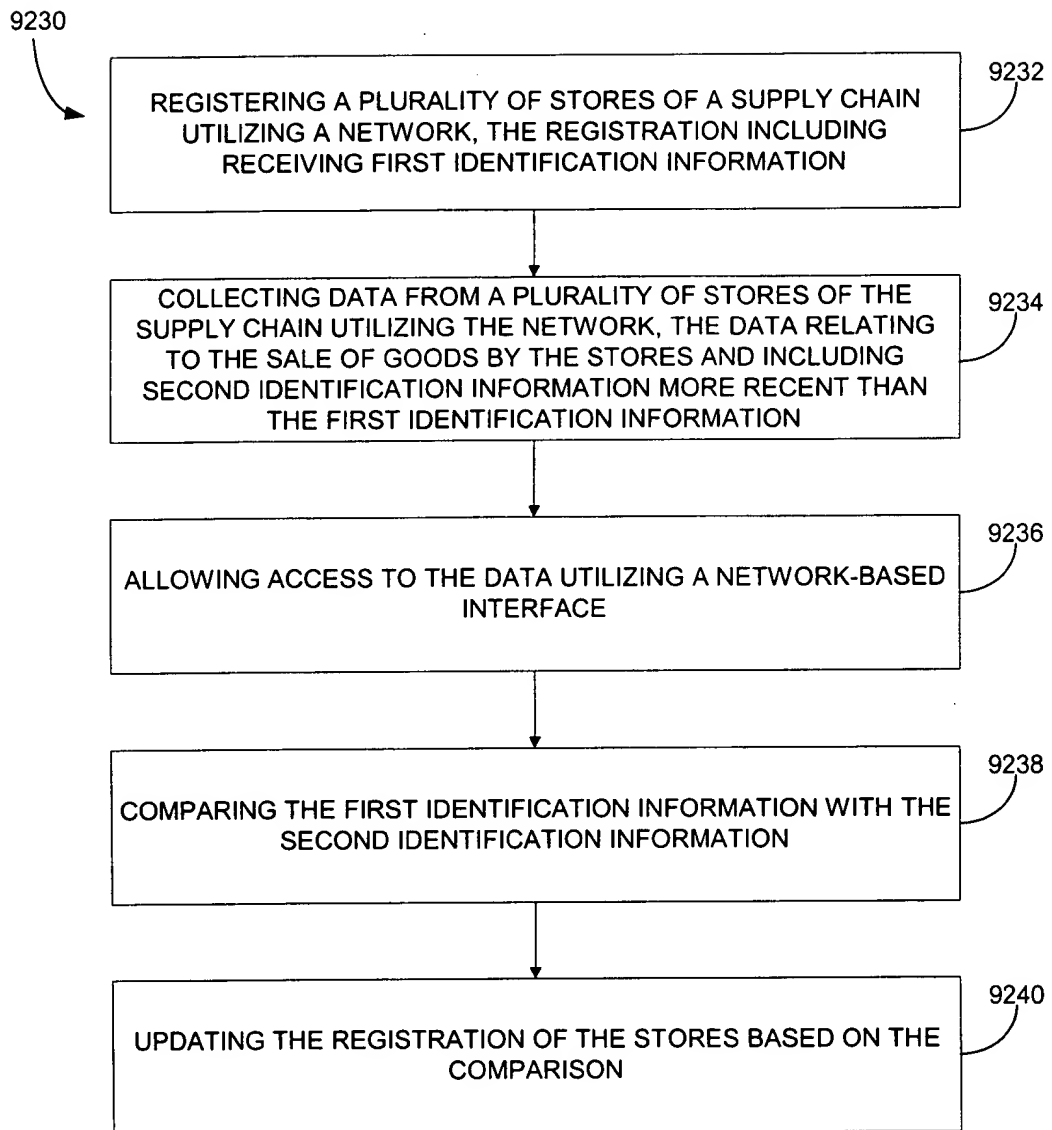 9230
9232
REGISTERING A PLURALITY OF STORES OF A SUPPLY CHAIN
UTILIZING A NETWORK, THE REGISTRATION INCLUDING
RECEIVING FIRST IDENTIFICATION INFORMATION
9234
COLLECTING DATA FROM A PLURALITY OF STORES OF THE
SUPPLY CHAIN UTILIZING THE NETWORK, THE DATA RELATING
TO THE SALE OF GOODS BY THE STORES AND INCLUDING
SECOND IDENTIFICATION INFORMATION MORE RECENT THAN
THE FIRST IDENTIFICATION INFORMATION
9236
ALLOWING ACCESS TO THE DATA UTILIZING A NETWORK-BASED
INTERFACE
9238
COMPARING THE FIRST IDENTIFICATION INFORMATION WITH THE
SECOND IDENTIFICATION INFORMATION
9240
UPDATING THE REGISTRATION OF THE STORES BASED ON THE
COMPARISON